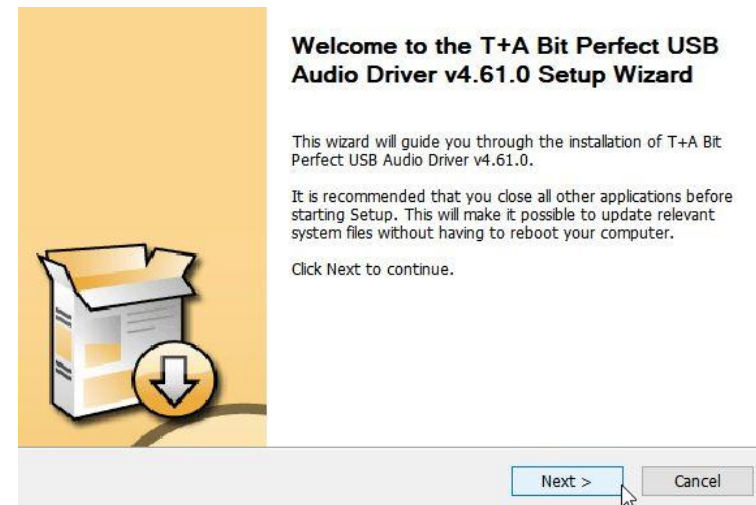 Welcome to the T+A Bit Perfect USB
Audio Driver v4.61.0 Setup Wizard
This wizard will guide you through the installation of T+A Bit
Perfect USB Audio Driver v4.61.0.
It is recommended that you close all other applications before
starting Setup. This will make it possible to update relevant
system files without having to reboot your computer.
Click Next to continue.
Next >
Cancel